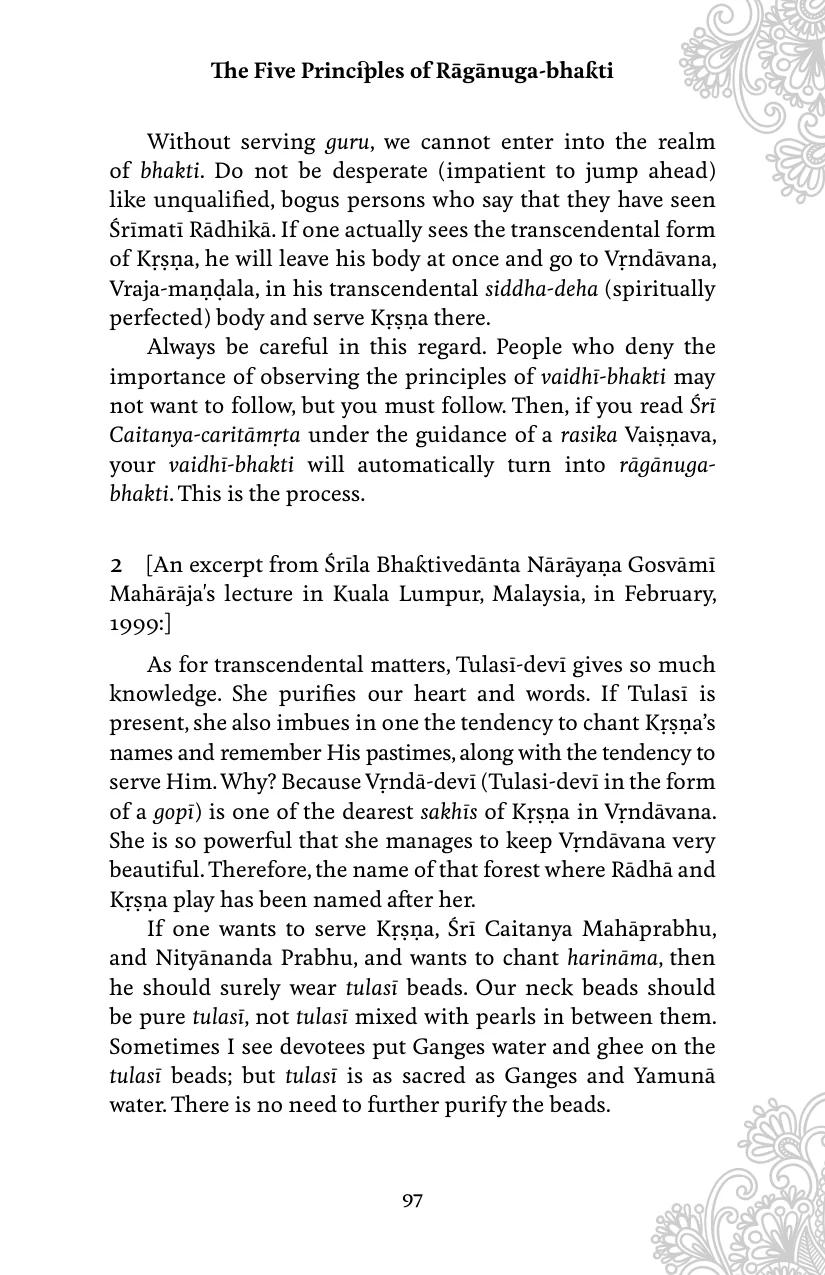 The Five Principles of Rāgānuga-bhakti
Without serving guru, we cannot enter into the realm
of bhakti. Do not be desperate (impatient to jump ahead)
like unqualified, bogus persons who say that they have seen
Śrīmatī Rādhikā. If one actually sees the transcendental form
of Kṛṣṇa, he will leave his body at once and go to Vṛndāvana,
Vraja-maṇḍala, in his transcendental siddha-deha (spiritually
perfected) body and serve Kṛṣṇa there.
Always be careful in this regard. People who deny the
importance of observing the principles of vaidhī-bhakti may
not want to follow, but you must follow. Then, if you read Śrī
Caitanya-caritāmṛta under the guidance of a rasika Vaiṣṇava,
your vaidhī-bhakti will automatically turn into rāgānuga-
bhakti. This is the process.
2 [An excerpt from Śrīla Bhaktivedānta Nārāyaṇa Gosvāmī
Mahārāja's lecture in Kuala Lumpur, Malaysia, in February,
1999:]
As for transcendental matters, Tulasī-devī gives so much
knowledge. She purifies our heart and words. If Tulasī is
present, she also imbues in one the tendency to chant Kṛṣṇa’s
names and remember His pastimes, along with the tendency to
serve Him. Why? Because Vṛndā-devī (Tulasi-devī in the form
of a gopī) is one of the dearest sakhīs of Kṛṣṇa in Vṛndāvana.
She is so powerful that she manages to keep Vṛndāvana very
beautiful. Therefore, the name of that forest where Rādhā and
Kṛṣṇa play has been named after her.
If one wants to serve Kṛṣṇa, Śrī Caitanya Mahāprabhu,
and Nityānanda Prabhu, and wants to chant harināma, then
he should surely wear tulasī beads. Our neck beads should
be pure tulasī, not tulasī mixed with pearls in between them.
Sometimes I see devotees put Ganges water and ghee on the
tulasī beads; but tulasī is as sacred as Ganges and Yamunā
water. There is no need to further purify the beads.
97